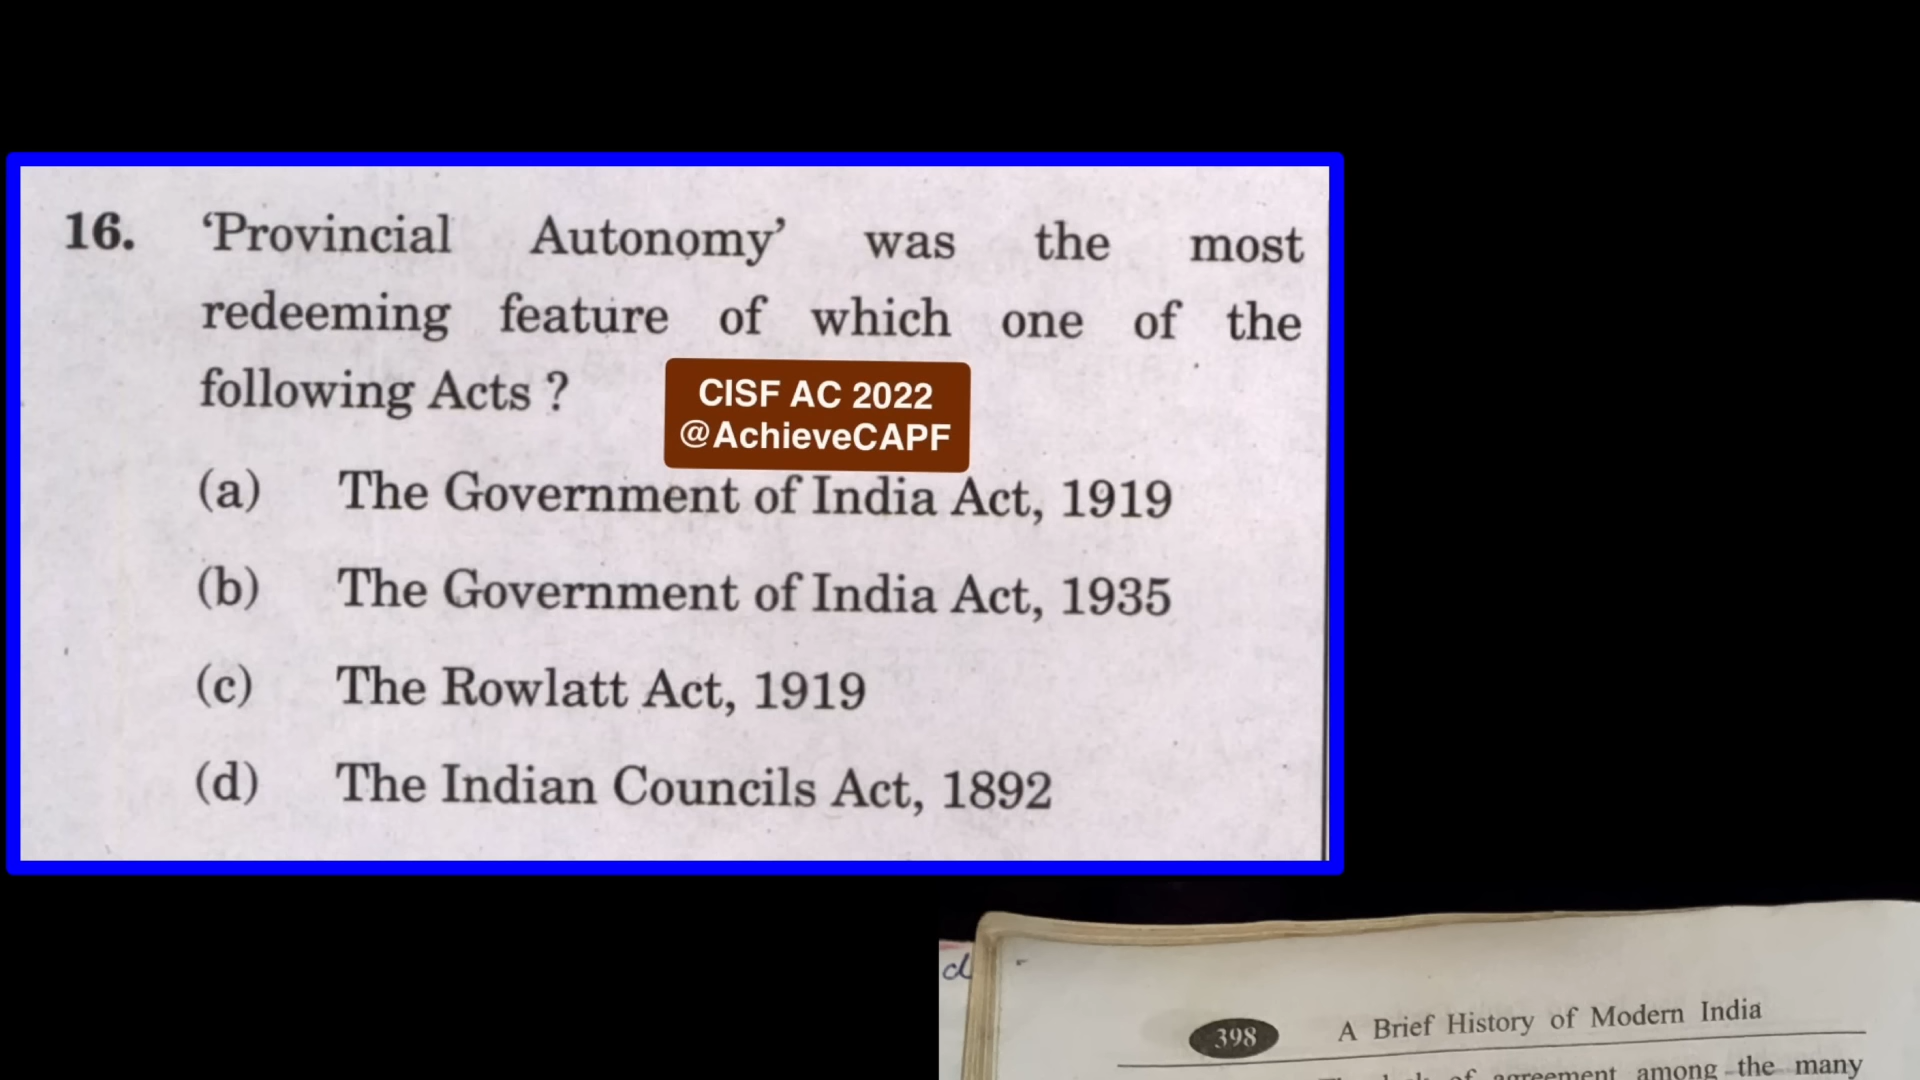 16. ‘Provincial Autonomy’ was the most
redeeming feature of which one of the
following Acts ?
CISF AC 2022
@AchieveCAPF
(a) The Government of India Act, 1919
(b) The Government of India Act, 1935
(c) The Rowlatt Act, 1919
(d) The Indian Councils Act, 1892
d
398 A Brief History of Modern India
of agreement among the many